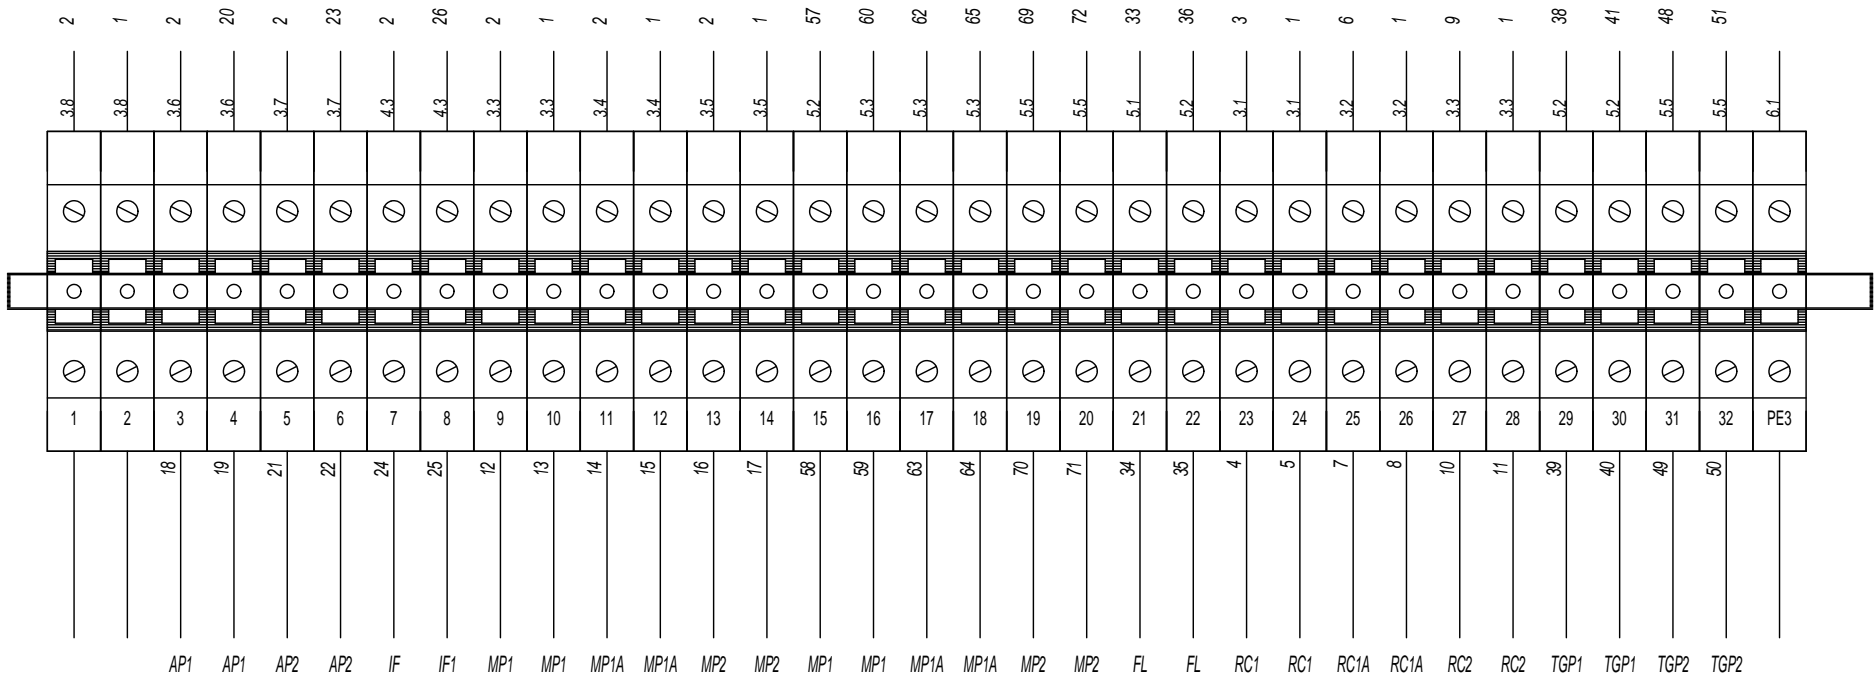 2 1 2 20 2 23 2 26 2 1 2 1 2 1 57 60 62 65 69 72 33 36 3 1 6 1 9 1 38 41 48 51
3.8 3.8 3.6 3.6 3.7 3.7 4.3 4.3 3.3 3.3 3.4 3.4 3.5 3.5 5.2 5.3 5.3 5.3 5.5 5.5 5.1 5.2 3.1 3.1 3.2 3.2 3.3 3.3 5.2 5.2 5.5 5.5 6.1
1 2 3 4 5 6 7 8 9 10 11 12 13 14 15 16 17 18 19 20 21 22 23 24 25 26 27 28 29 30 31 32 PE3
18 19 21 22 24 25 12 13 14 15 16 17 58 59 63 64 70 71 34 35 4 5 7 8 10 11 39 40 49 50
AP1 AP1 AP2 AP2 IF IF1 MP1 MP1 MP1A MP1A MP2 MP2 MP1 MP1 MP1A MP1A MP2 MP2 FL FL RC1 RC1 RC1A RC1A RC2 RC2 TGP1 TGP1 TGP2 TGP2